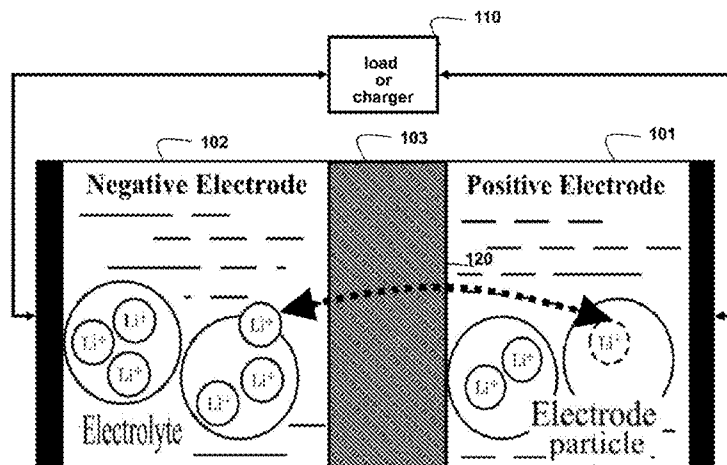 110
load
or
charger
102
103
101
Negative Electrode
Positive Electrode
120
Li+
Li+
Li+
Li+
Li+
Li+
Li+
Li+
Li+
Electrolyte
Electrode
particle